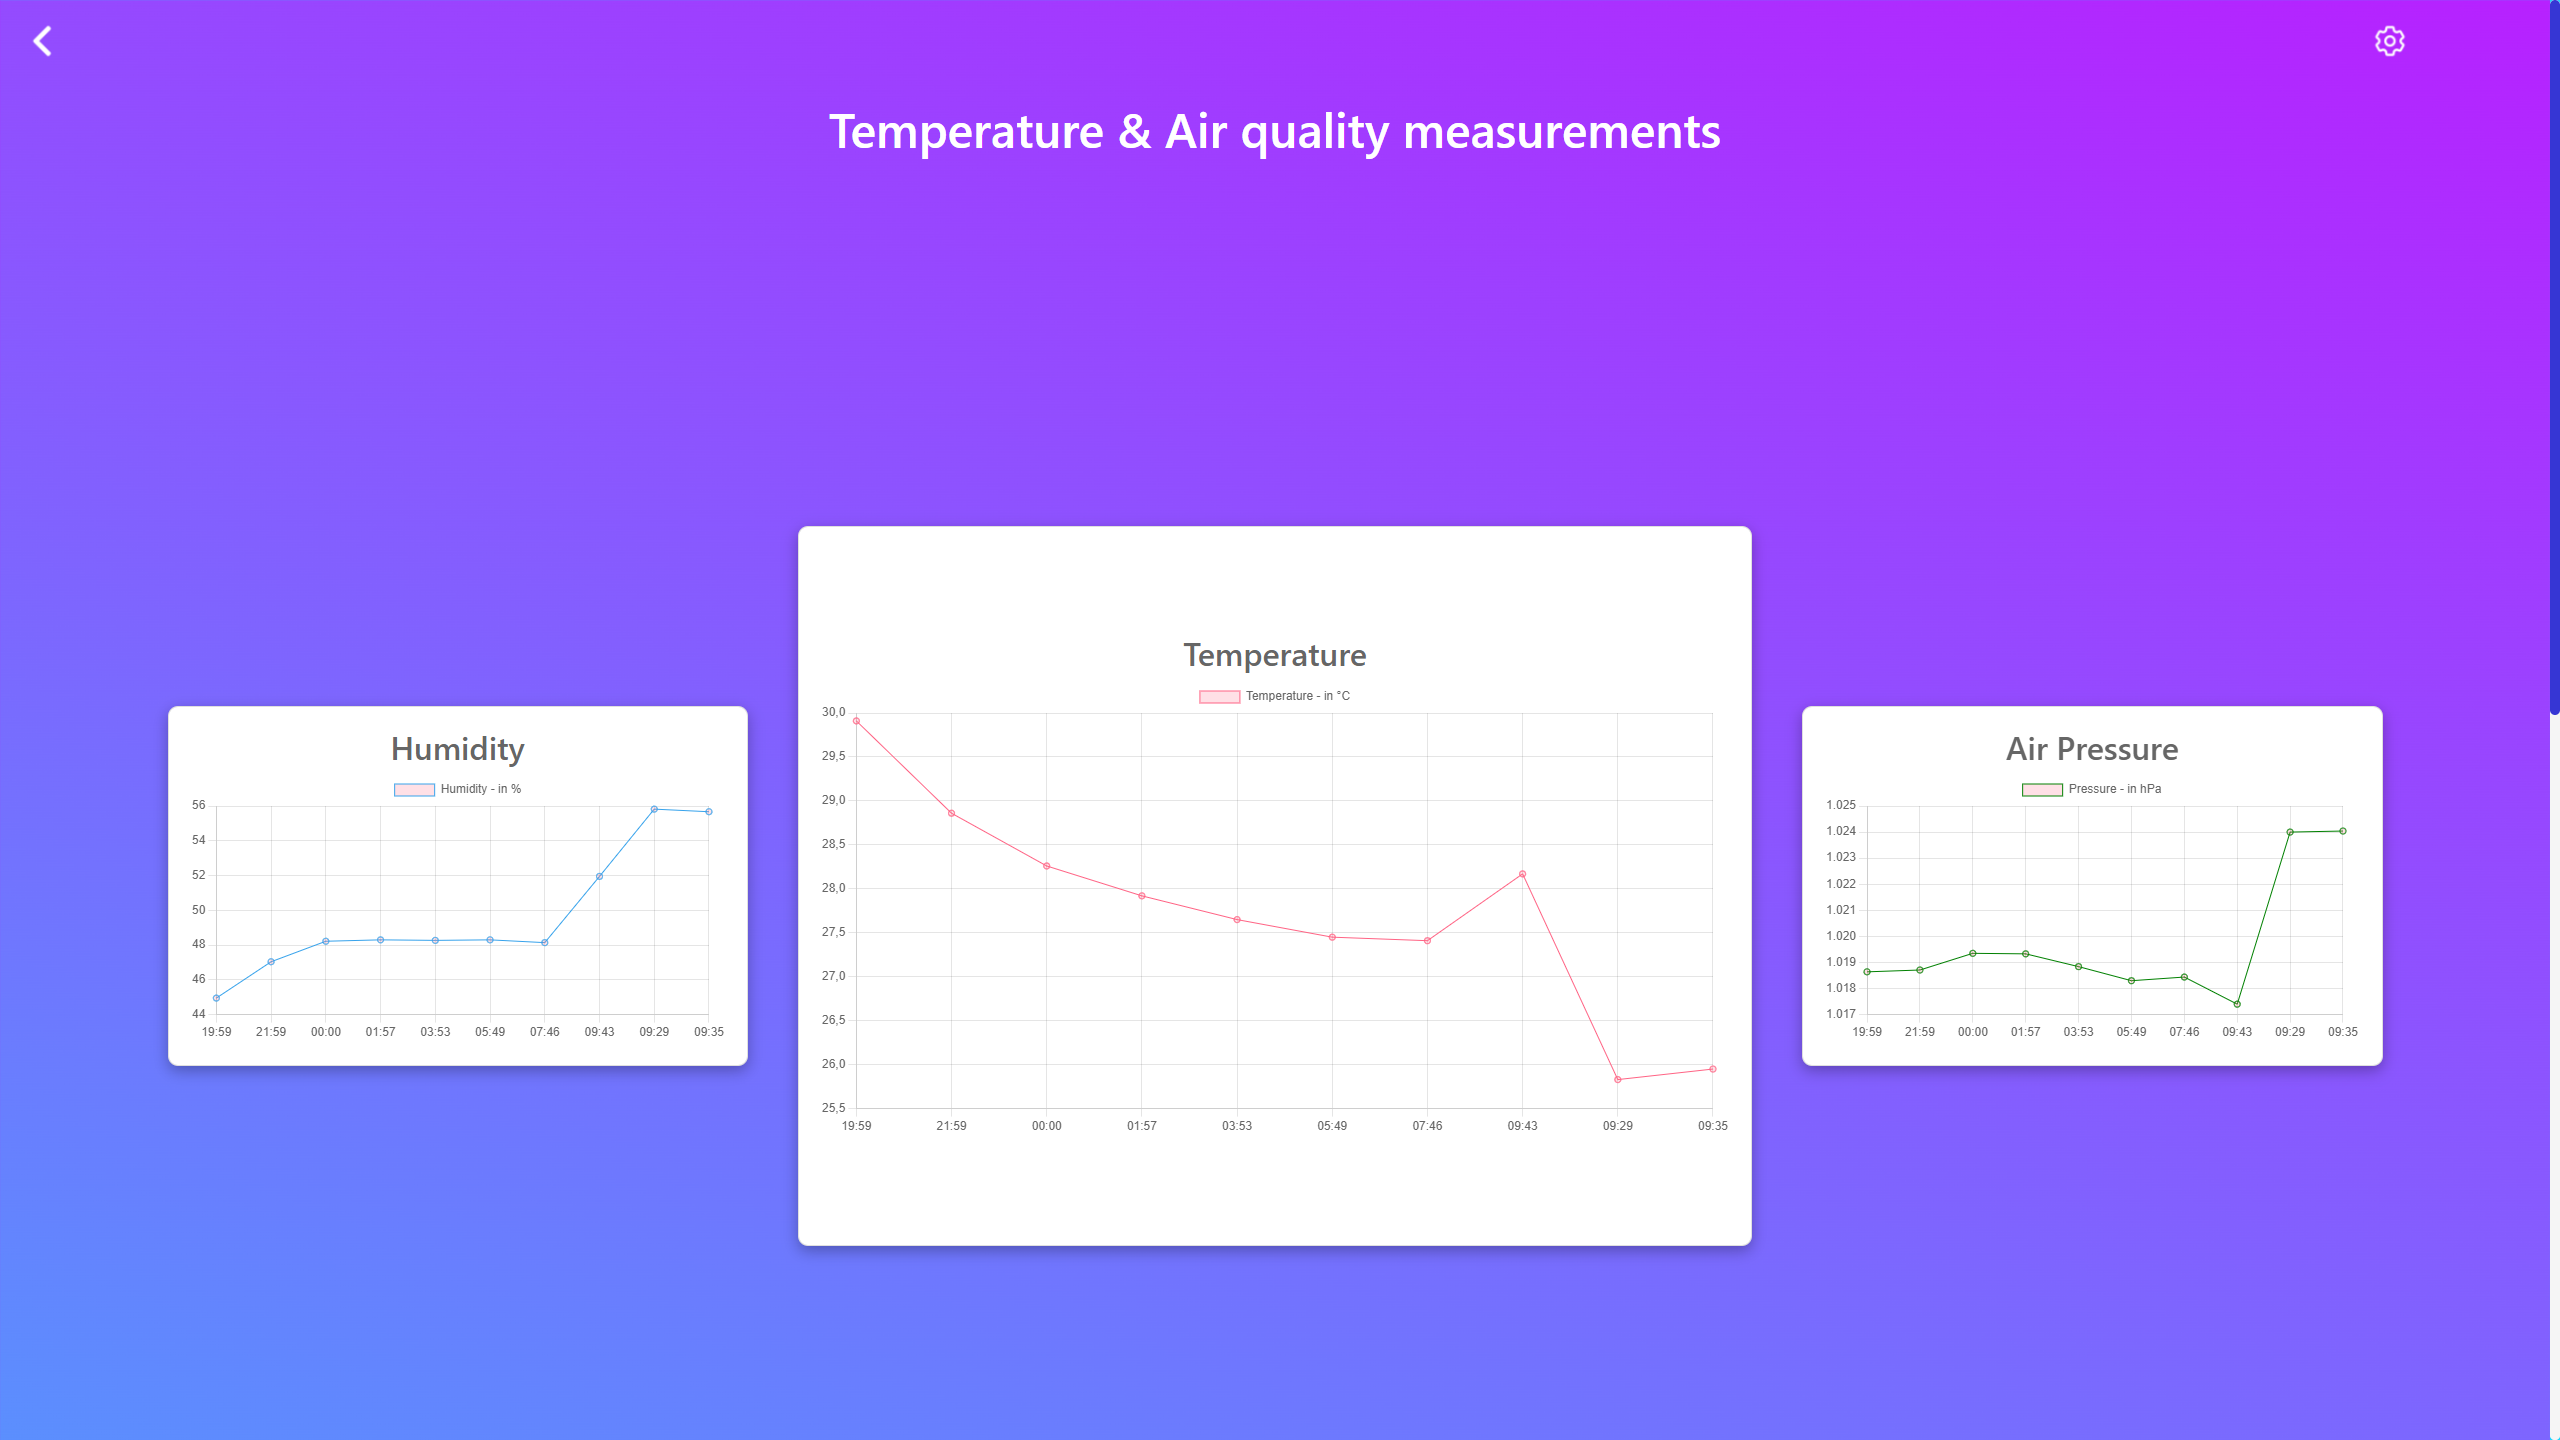 Temperature & Air quality measurements
Humidity
Humidity - in %
56
54
52
50
48
46
44
19:59 21:59 00:00 01:57 03:53 05:49 07:46 09:43 09:29 09:35
Temperature
Temperature - in °C
30,0
29,5
29,0
28,5
28,0
27,5
27,0
26,5
26,0
25,5
19:59 21:59 00:00 01:57 03:53 05:49 07:46 09:43 09:29 09:35
Air Pressure
Pressure - in hPa
1.025
1.024
1.023
1.022
1.021
1.020
1.019
1.018
1.017
19:59 21:59 00:00 01:57 03:53 05:49 07:46 09:43 09:29 09:35